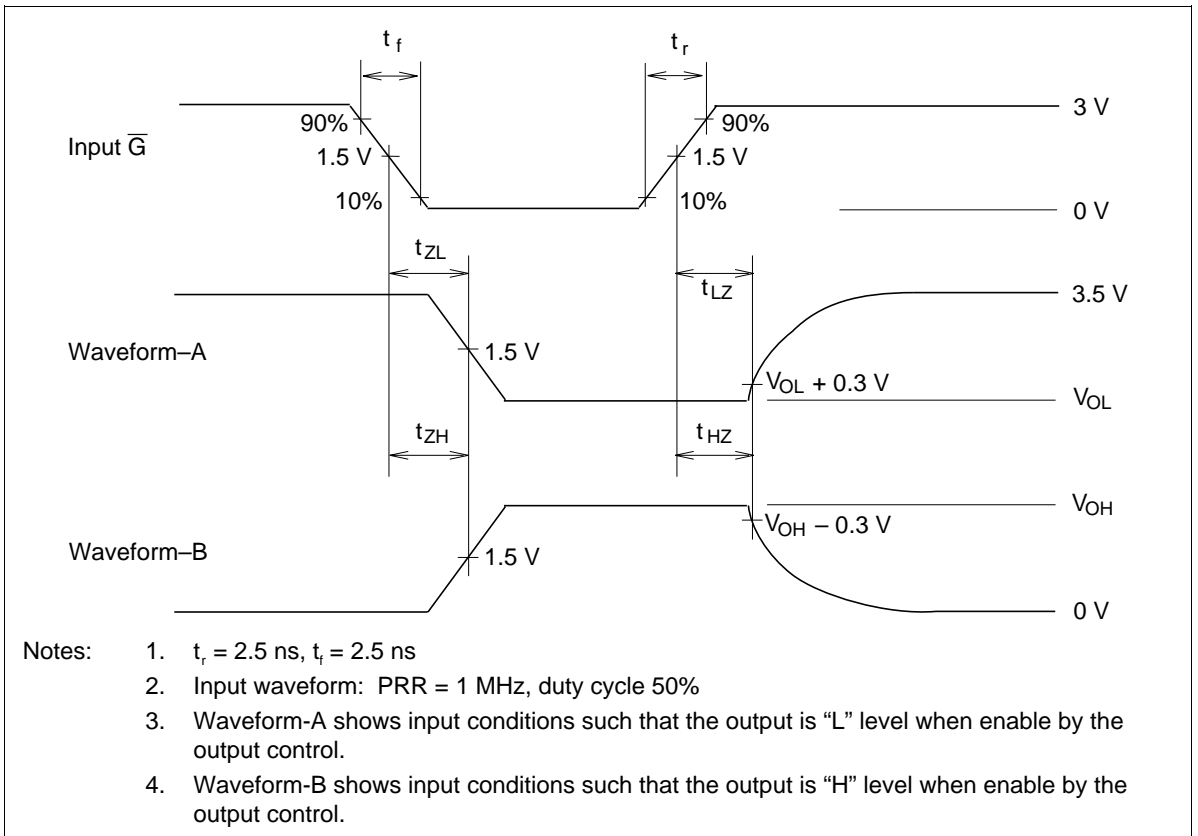 t f
t r
90%
90%
3 V
Input G̅
1.5 V
1.5 V
10%
10%
0 V
tZL
tLZ
3.5 V
Waveform–A
1.5 V
VOL + 0.3 V
VOL
tZH
t HZ
VOH
VOH – 0.3 V
Waveform–B
1.5 V
0 V
Notes: 1. tr = 2.5 ns, tf = 2.5 ns
2. Input waveform: PRR = 1 MHz, duty cycle 50%
3. Waveform-A shows input conditions such that the output is “L” level when enable by the
output control.
4. Waveform-B shows input conditions such that the output is “H” level when enable by the
output control.